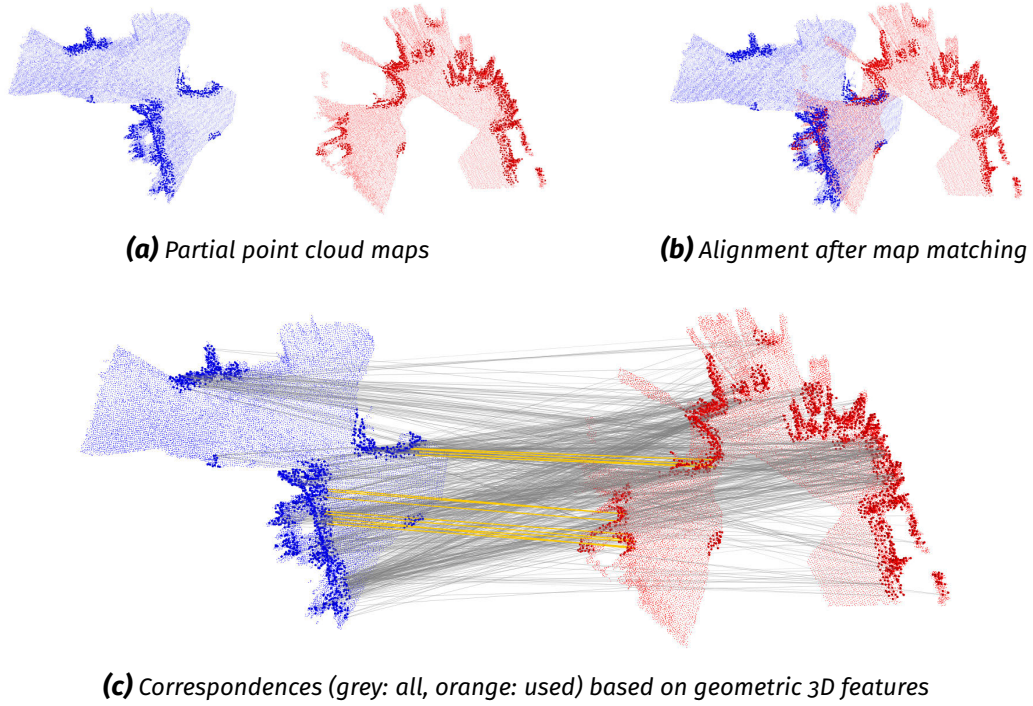 (a) Partial point cloud maps
(b) Alignment after map matching
(c) Correspondences (grey: all, orange: used) based on geometric 3D features